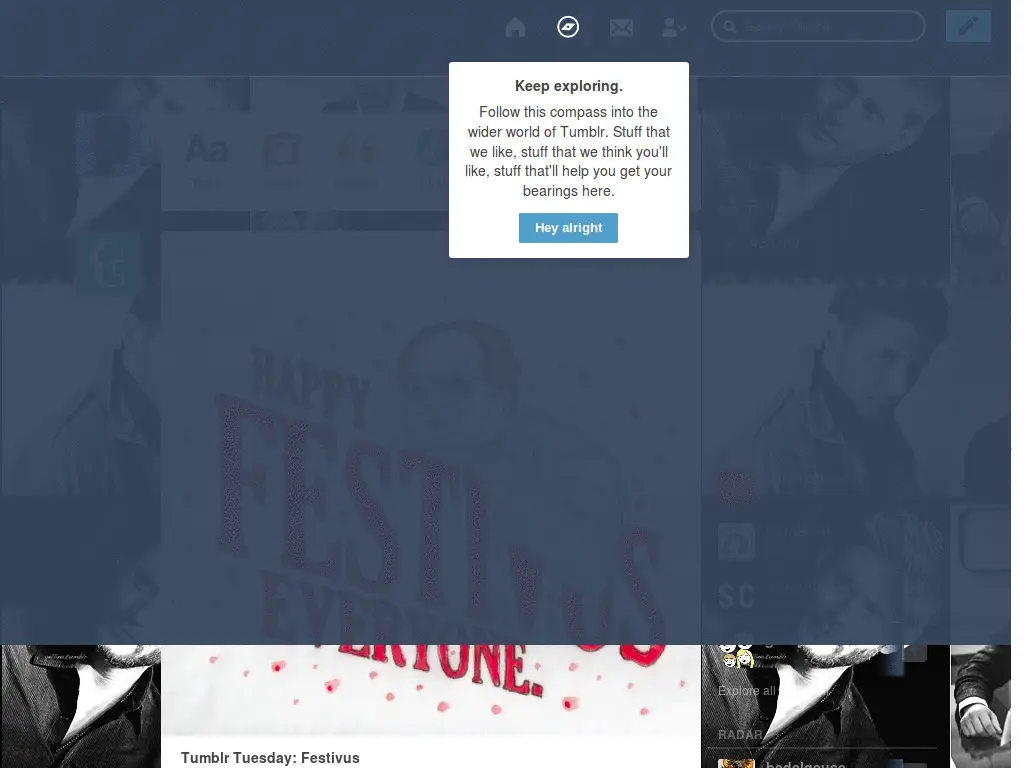 Keep exploring.
Follow this compass into the
wider world of Tumblr. Stuff that
we like, stuff that we think you'll
like, stuff that'll help you get your
bearings here.
Hey alright
Aa
HAPPY
FESTIVUS
EVERYONE.
SC
Explore all
RADAR
Tumblr Tuesday: Festivus